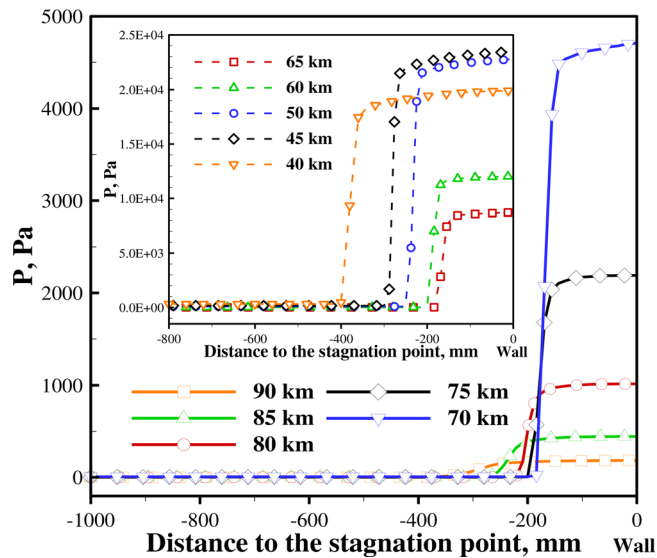 P, Pa
5000
4000
3000
2000
1000
0
-1000
-800
-600
-400
-200
0
Distance to the stagnation point, mm
Wall
P, Pa
2.5E+04
2.0E+04
1.5E+04
1.0E+04
5.0E+03
0.0E+00
-800
-600
-400
-200
0
Distance to the stagnation point, mm
Wall
65 km
60 km
50 km
45 km
40 km
90 km
85 km
80 km
75 km
70 km